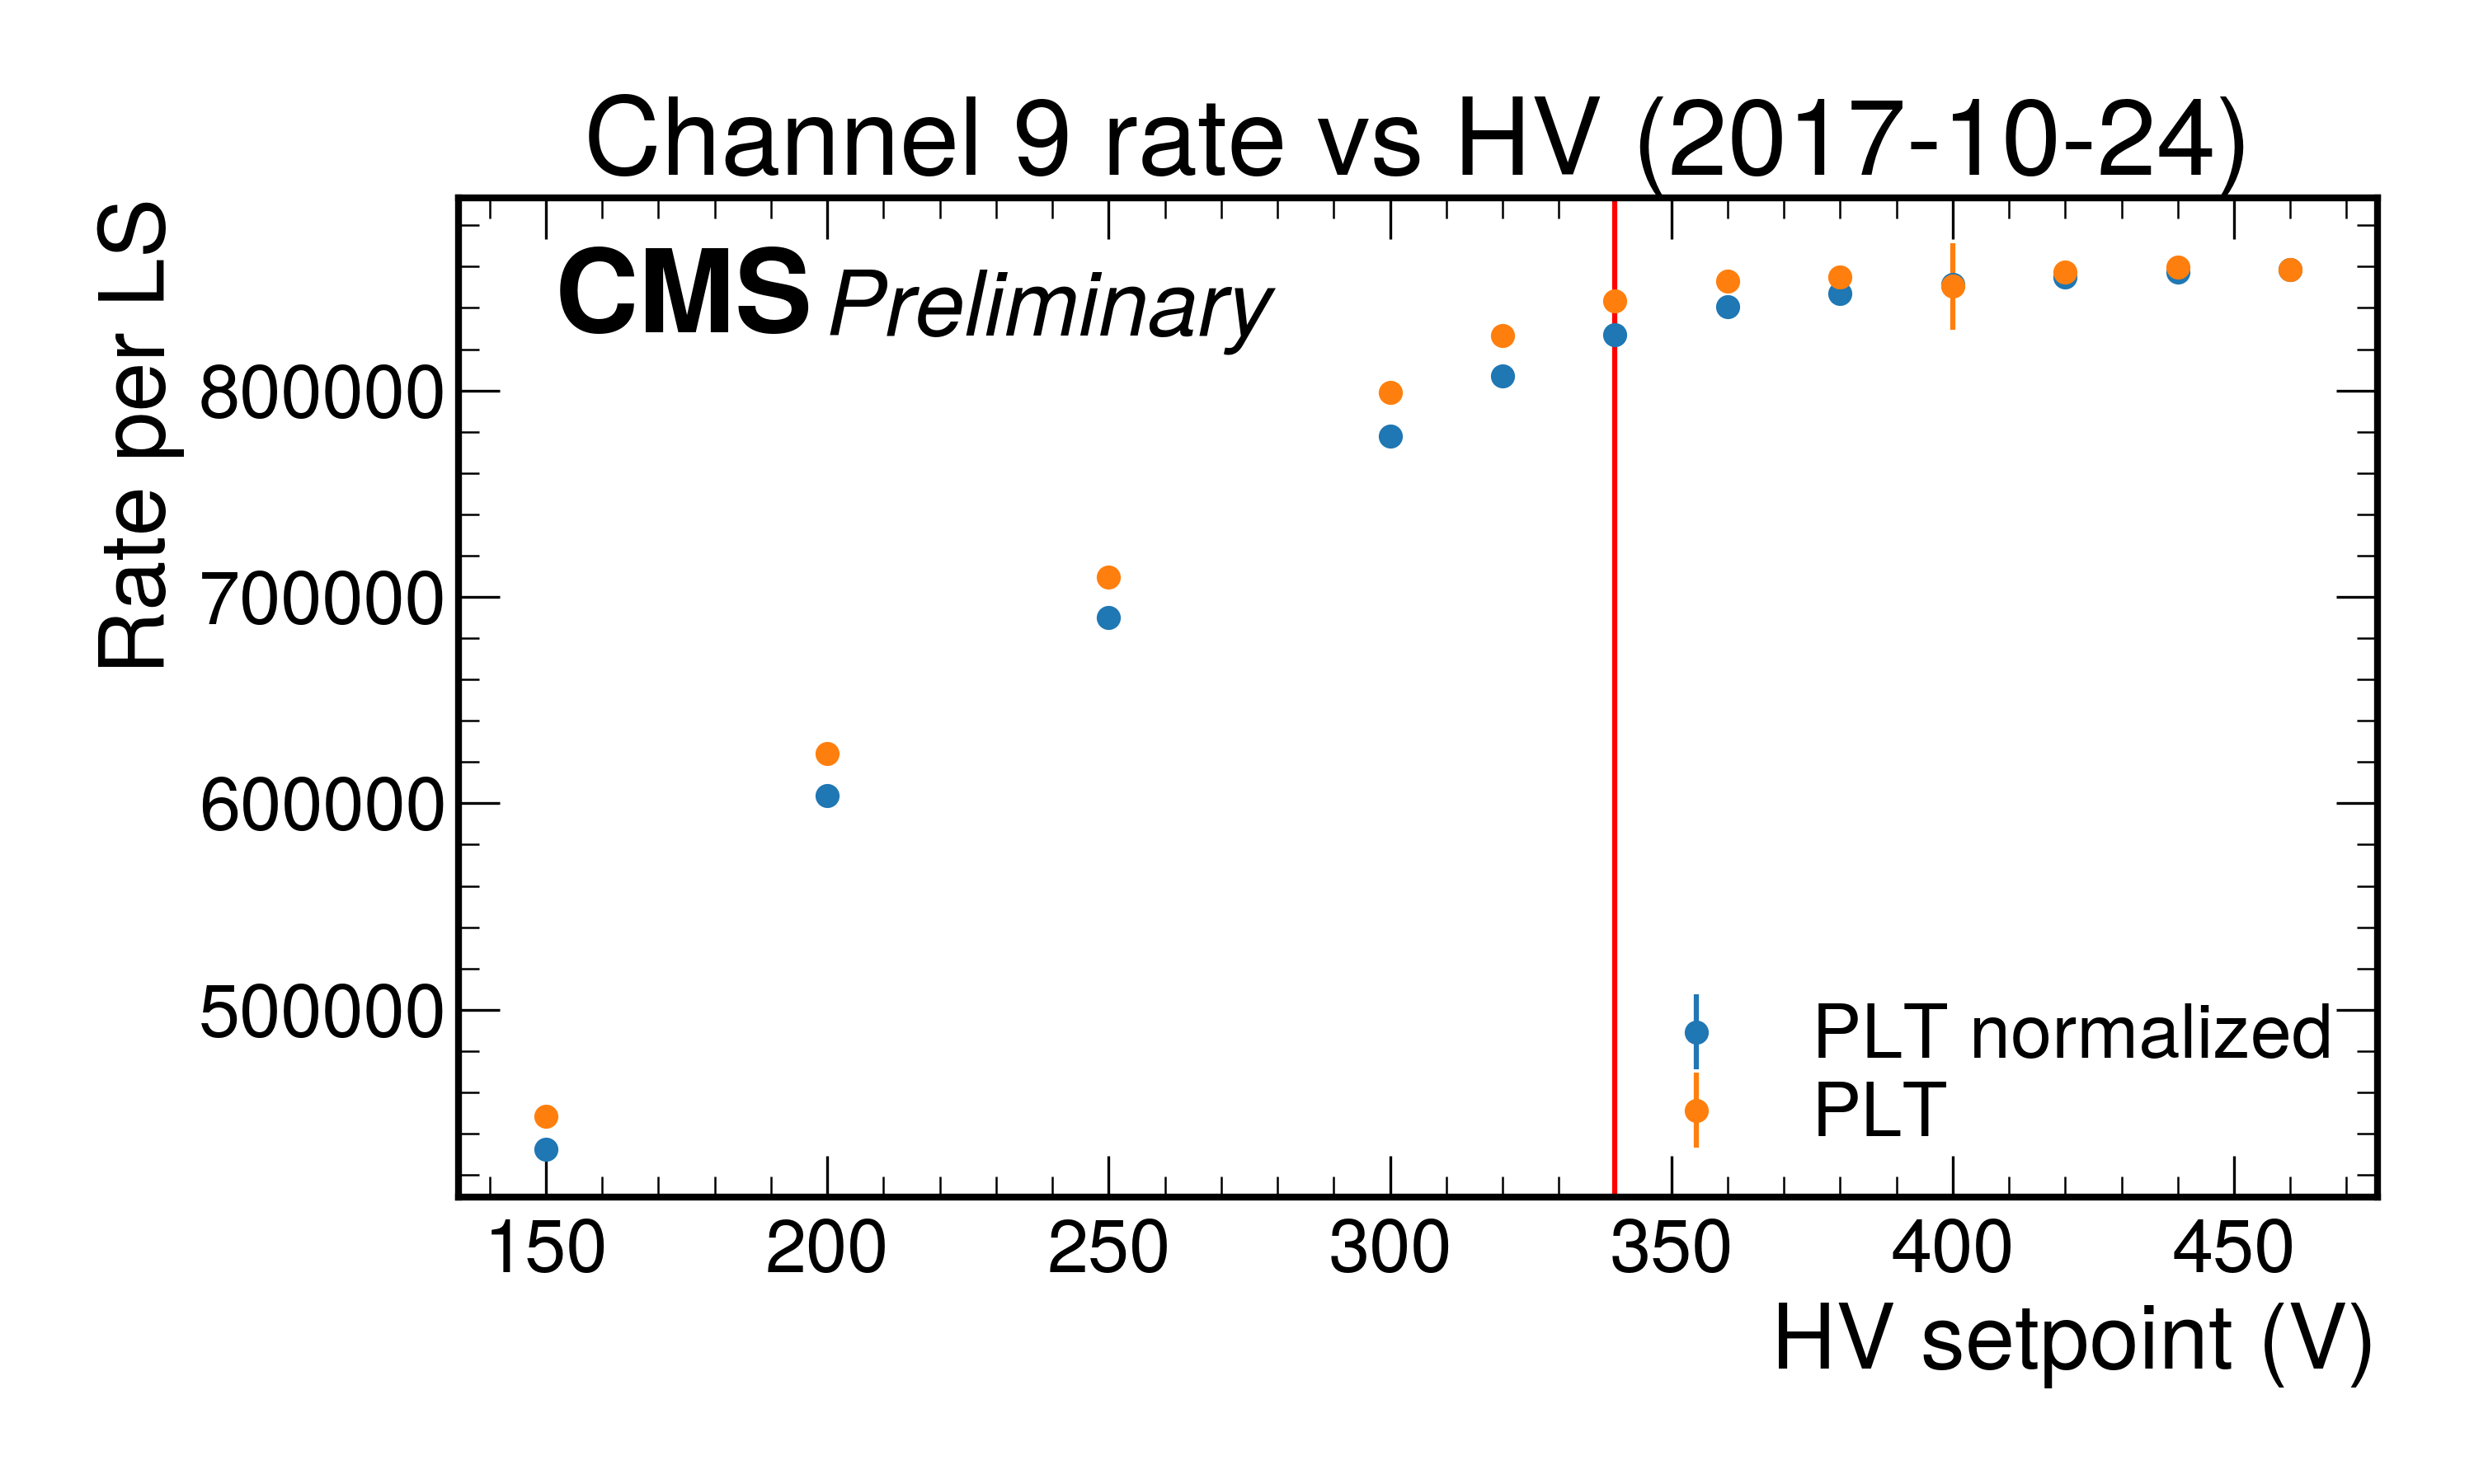 Channel 9 rate vs HV (2017-10-24)
CMS Preliminary
Rate per LS
800000
700000
600000
500000
PLT normalized
PLT
150 200 250 300 350 400 450
HV setpoint (V)